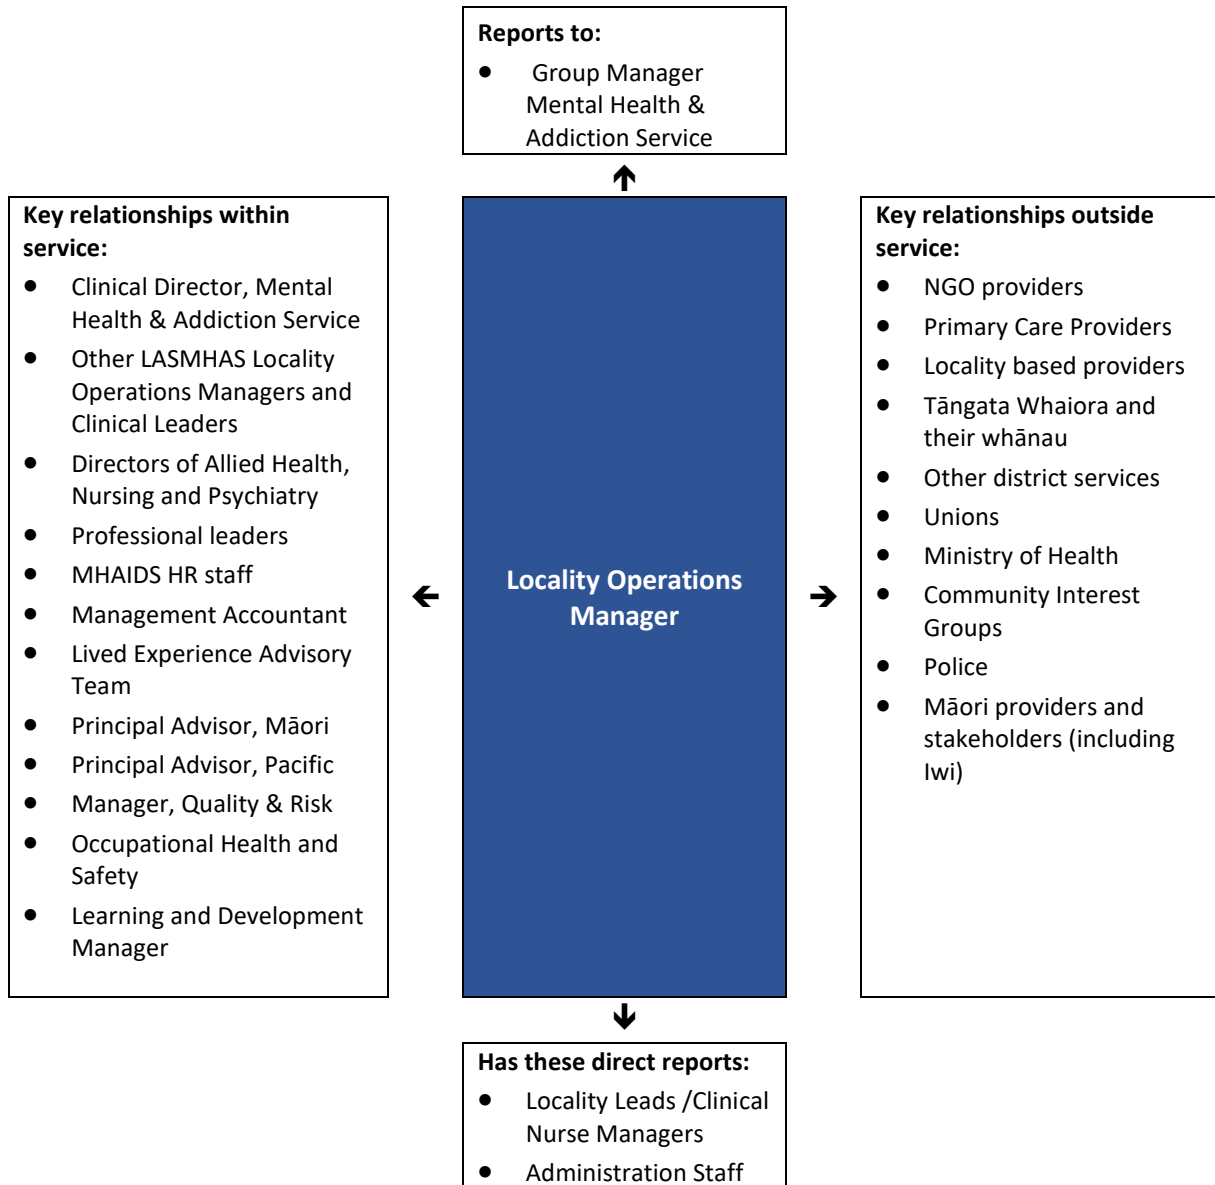 Reports to:
● Group Manager
Mental Health &
Addiction Service
↑
Key relationships within
service:
● Clinical Director, Mental
Health & Addiction Service
● Other LASMHAS Locality
Operations Managers and
Clinical Leaders
● Directors of Allied Health,
Nursing and Psychiatry
● Professional leaders
● MHAIDS HR staff
● Management Accountant
● Lived Experience Advisory
Team
● Principal Advisor, Māori
● Principal Advisor, Pacific
● Manager, Quality & Risk
● Occupational Health and
Safety
● Learning and Development
Manager
←
Locality Operations
Manager
→
Key relationships outside
service:
● NGO providers
● Primary Care Providers
● Locality based providers
● Tāngata Whaiora and
their whānau
● Other district services
● Unions
● Ministry of Health
● Community Interest
Groups
● Police
● Māori providers and
stakeholders (including
Iwi)
↓
Has these direct reports:
● Locality Leads /Clinical
Nurse Managers
● Administration Staff